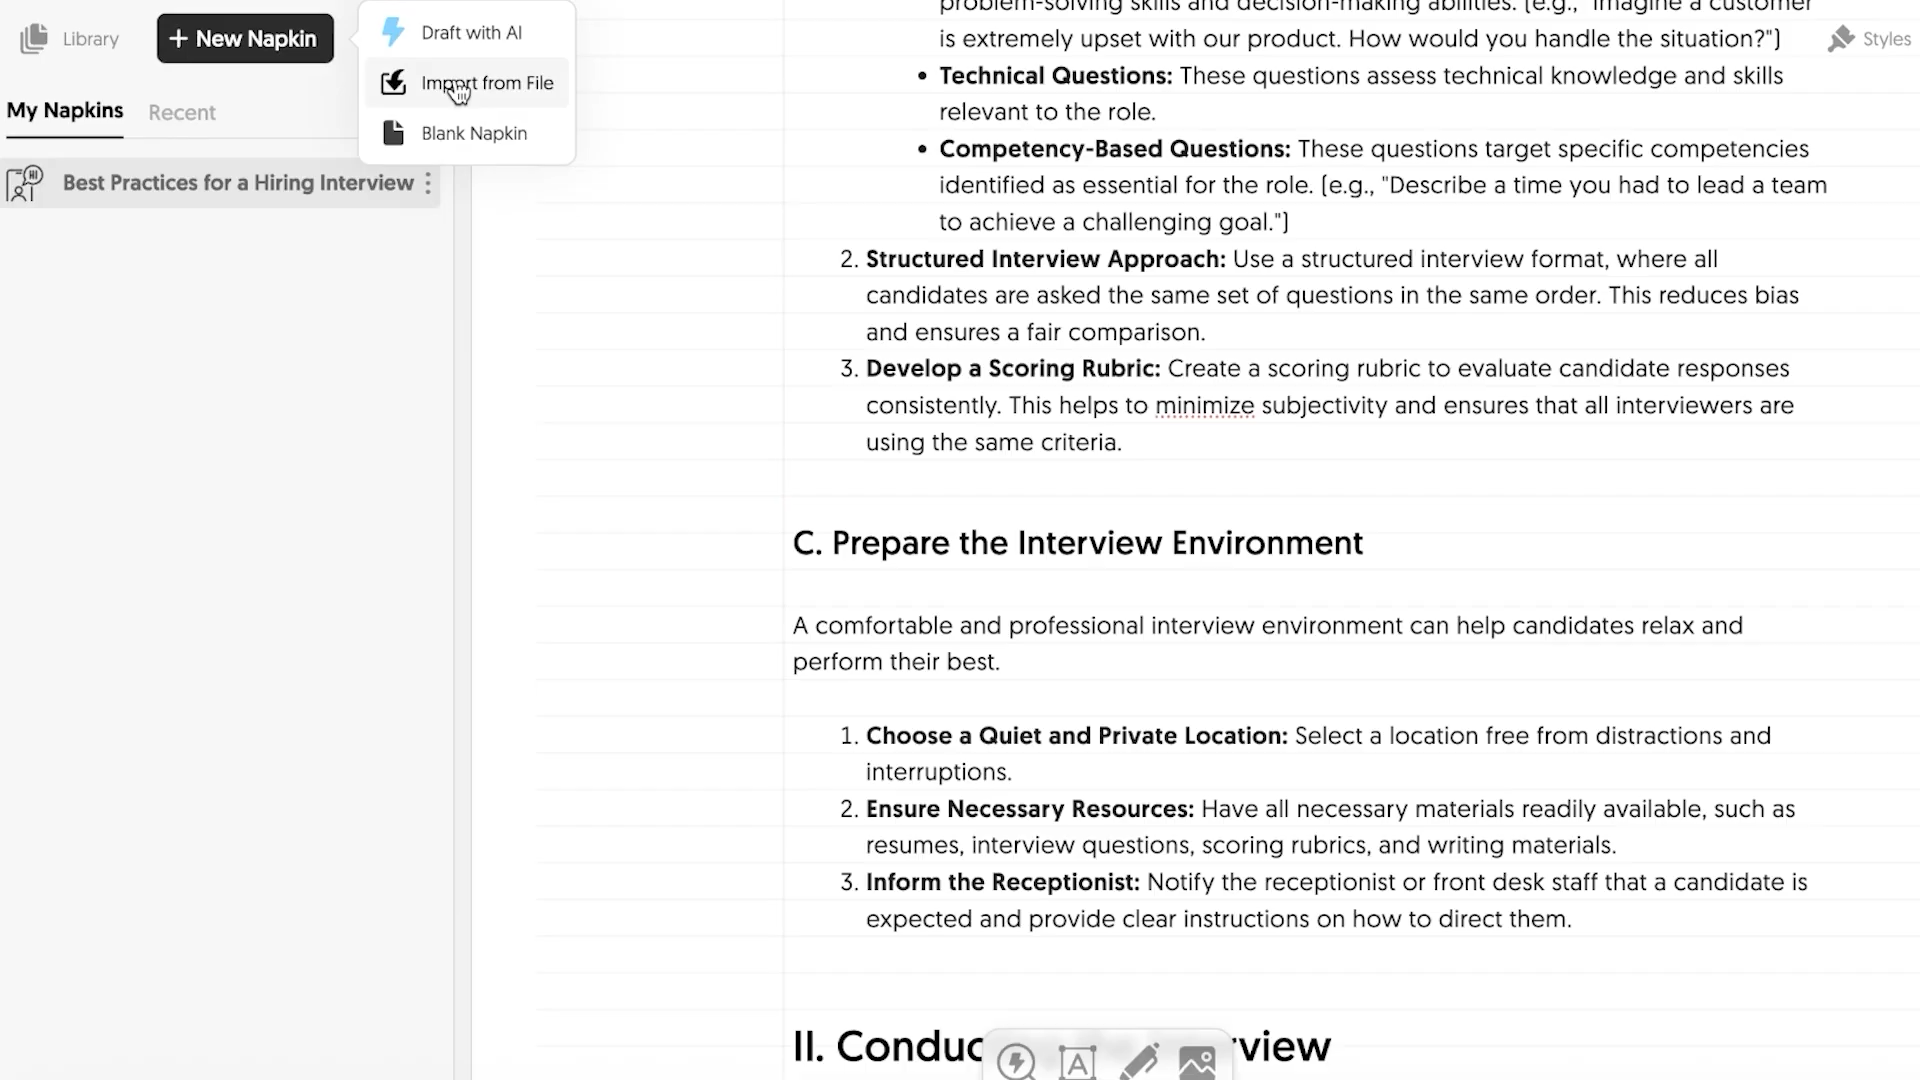 Library
+ New Napkin
Draft with AI
Import from File
Blank Napkin
My Napkins
Recent
Best Practices for a Hiring Interview
Styles
problem-solving skills and decision-making abilities. (e.g., "Imagine a customer
is extremely upset with our product. How would you handle the situation?")
• Technical Questions: These questions assess technical knowledge and skills
relevant to the role.
• Competency-Based Questions: These questions target specific competencies
identified as essential for the role. (e.g., "Describe a time you had to lead a team
to achieve a challenging goal.")
2. Structured Interview Approach: Use a structured interview format, where all
candidates are asked the same set of questions in the same order. This reduces bias
and ensures a fair comparison.
3. Develop a Scoring Rubric: Create a scoring rubric to evaluate candidate responses
consistently. This helps to minimize subjectivity and ensures that all interviewers are
using the same criteria.
C. Prepare the Interview Environment
A comfortable and professional interview environment can help candidates relax and
perform their best.
1. Choose a Quiet and Private Location: Select a location free from distractions and
interruptions.
2. Ensure Necessary Resources: Have all necessary materials readily available, such as
resumes, interview questions, scoring rubrics, and writing materials.
3. Inform the Receptionist: Notify the receptionist or front desk staff that a candidate is
expected and provide clear instructions on how to direct them.
II.